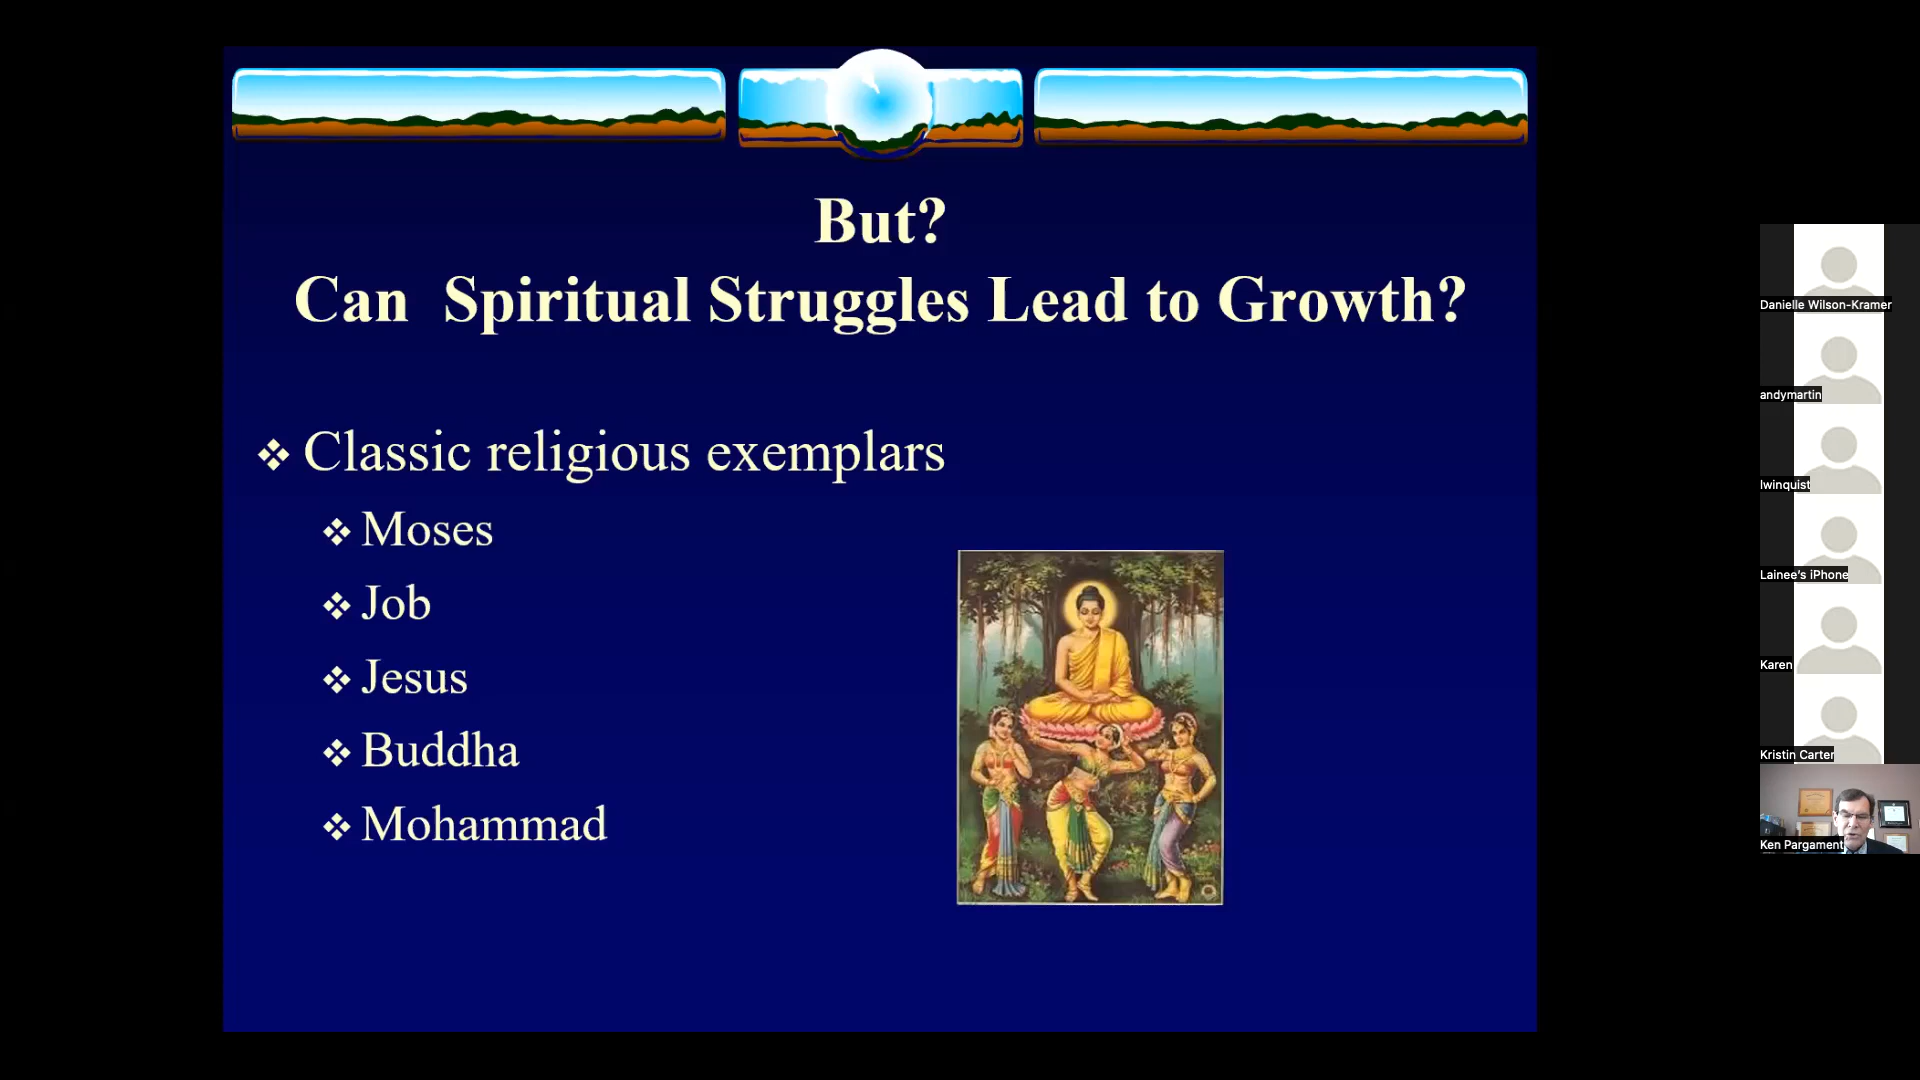 But?
Can Spiritual Struggles Lead to Growth?
Classic religious exemplars
Moses
Job
Jesus
Buddha
Mohammad
Danielle Wilson-Kramer
andymartin
lwinquist
Lainee’s iPhone
Karen
Kristin Carter
Ken Pargament